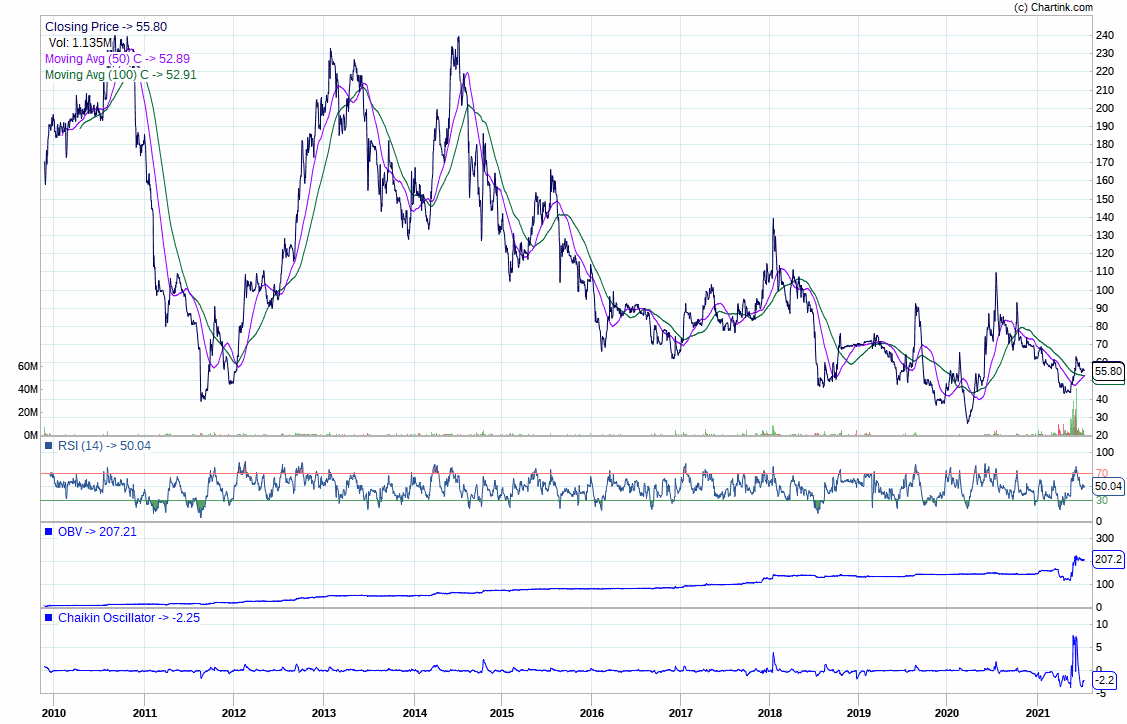 (c) Chartink.com
Closing Price -> 55.80
Vol: 1.135M
Moving Avg (50) C -> 52.89
Moving Avg (100) C -> 52.91
240
230
220
210
200
190
180
170
160
150
140
130
120
110
100
90
80
70
60
55.80
40
30
20
60M
40M
20M
0M
RSI (14) -> 50.04
100
70
50.04
30
0
OBV -> 207.21
300
207.2
100
0
Chaikin Oscillator -> -2.25
10
5
0
-2.2
-5
2010 2011 2012 2013 2014 2015 2016 2017 2018 2019 2020 2021